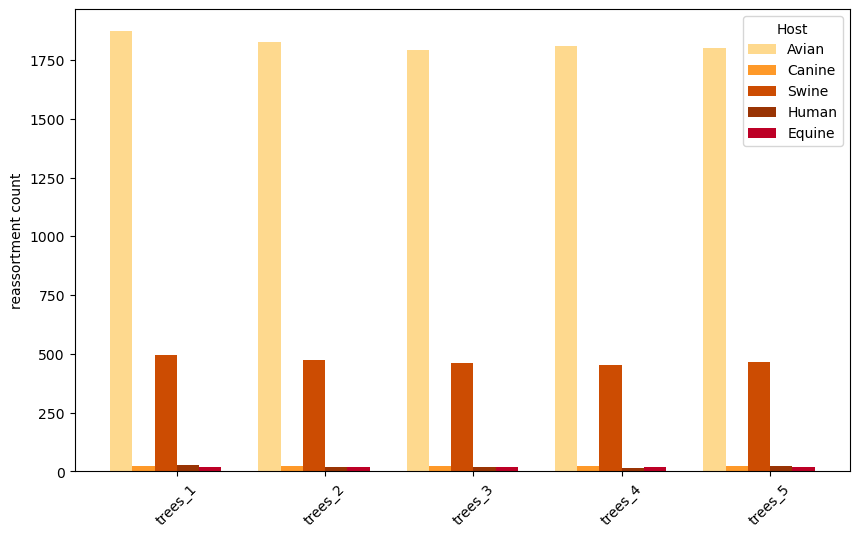 reassortment count
1750
1500
1250
1000
750
500
250
0
trees_1
trees_2
trees_3
trees_4
trees_5
Host
Avian
Canine
Swine
Human
Equine